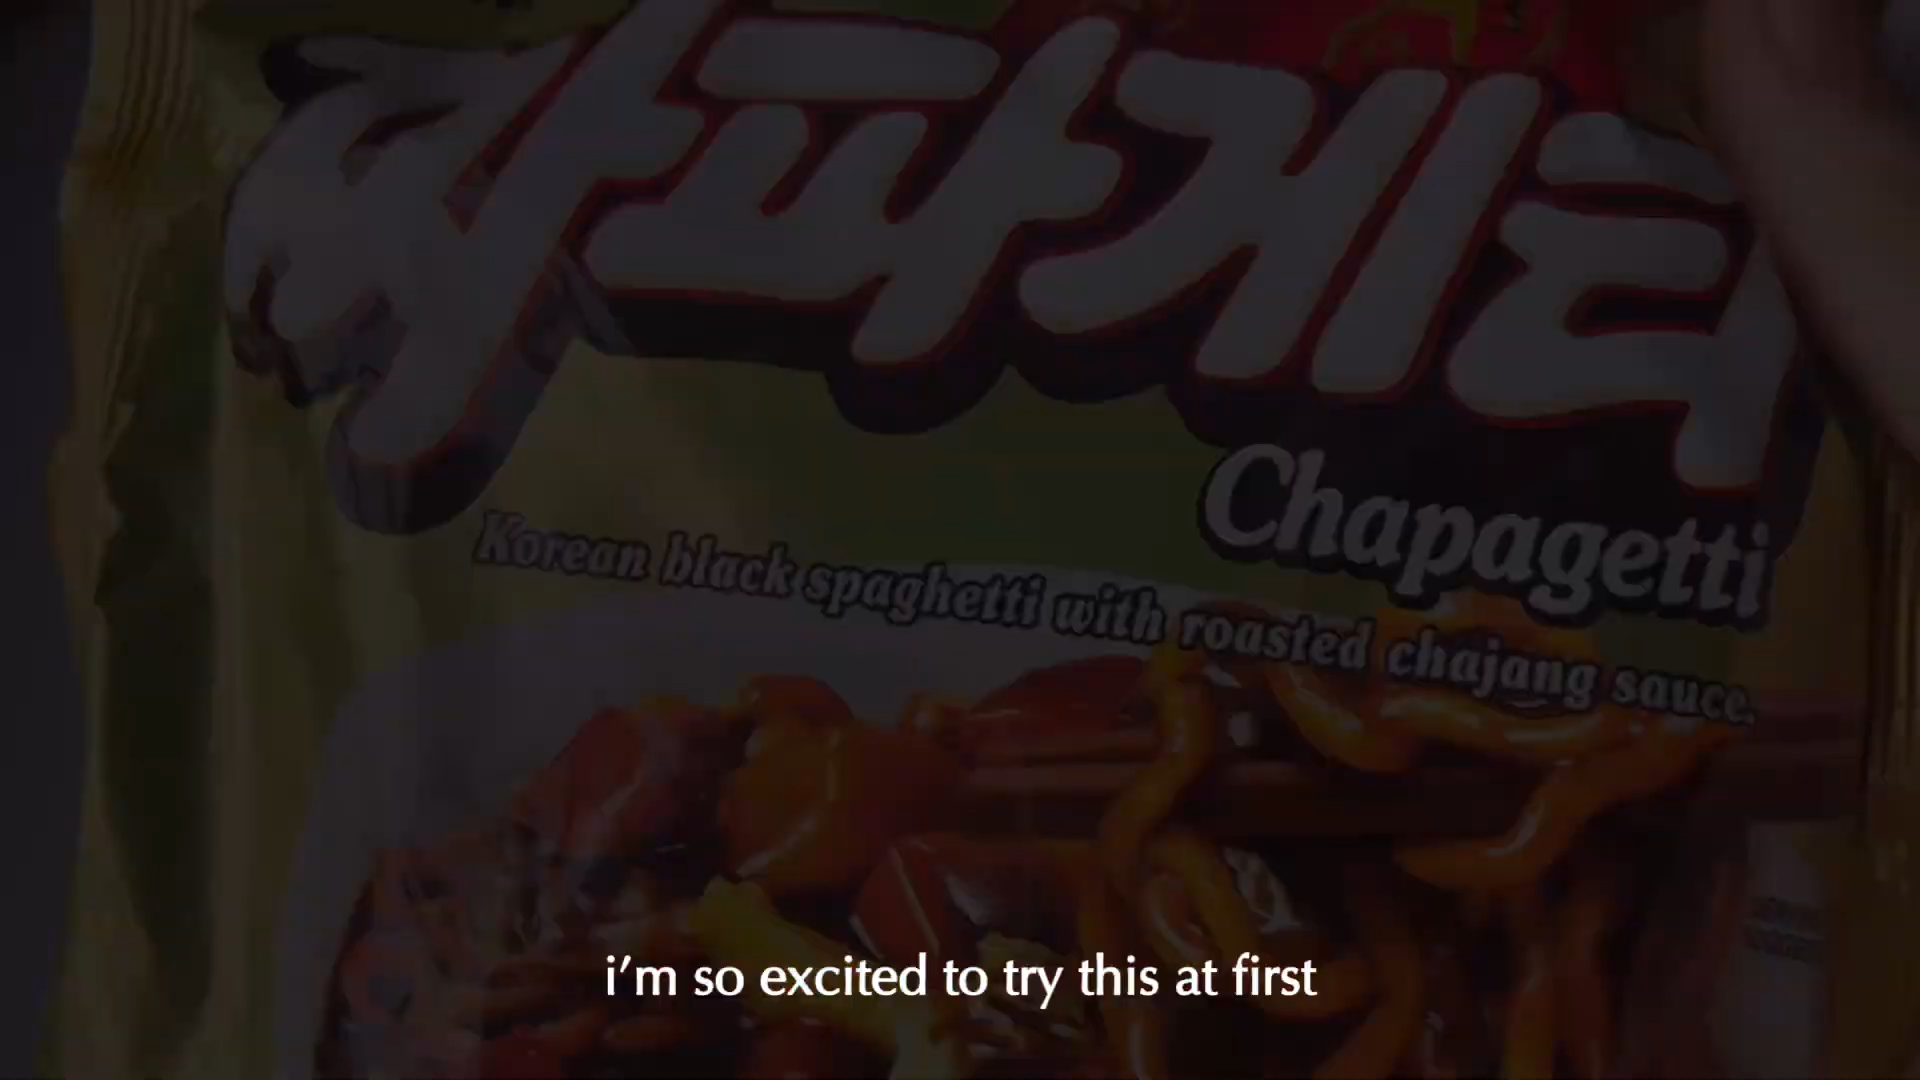 짜파게티
Chapagetti
Korean black spaghetti with roasted chajang sauce.
i'm so excited to try this at first